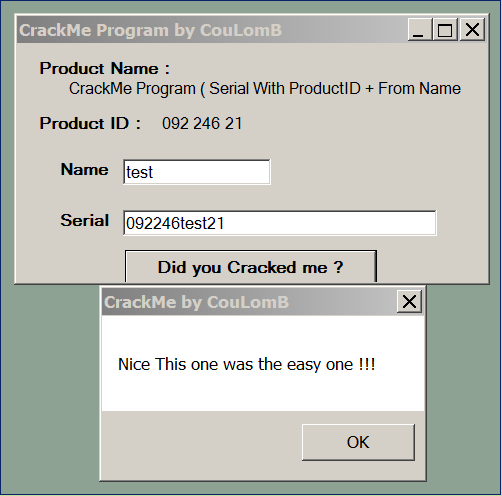 CrackMe Program by CouLomB
Product Name :
CrackMe Program ( Serial With ProductID + From Name
Product ID : 092 246 21
Name test
Serial 092246test21
Did you Cracked me ?
CrackMe by CouLomB
Nice This one was the easy one !!!
OK